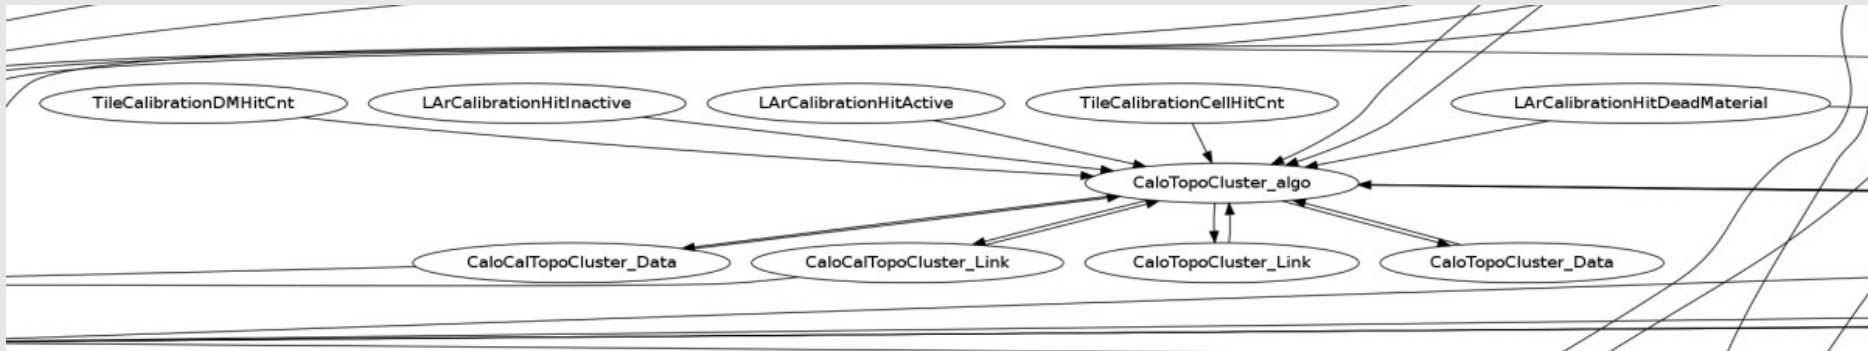 TileCalibrationDMHitCnt
LArCalibrationHitInactive
LArCalibrationHitActive
TileCalibrationCellHitCnt
LArCalibrationHitDeadMaterial
CaloTopoCluster_algo
CaloCalTopoCluster_Data
CaloCalTopoCluster_Link
CaloTopoCluster_Link
CaloTopoCluster_Data